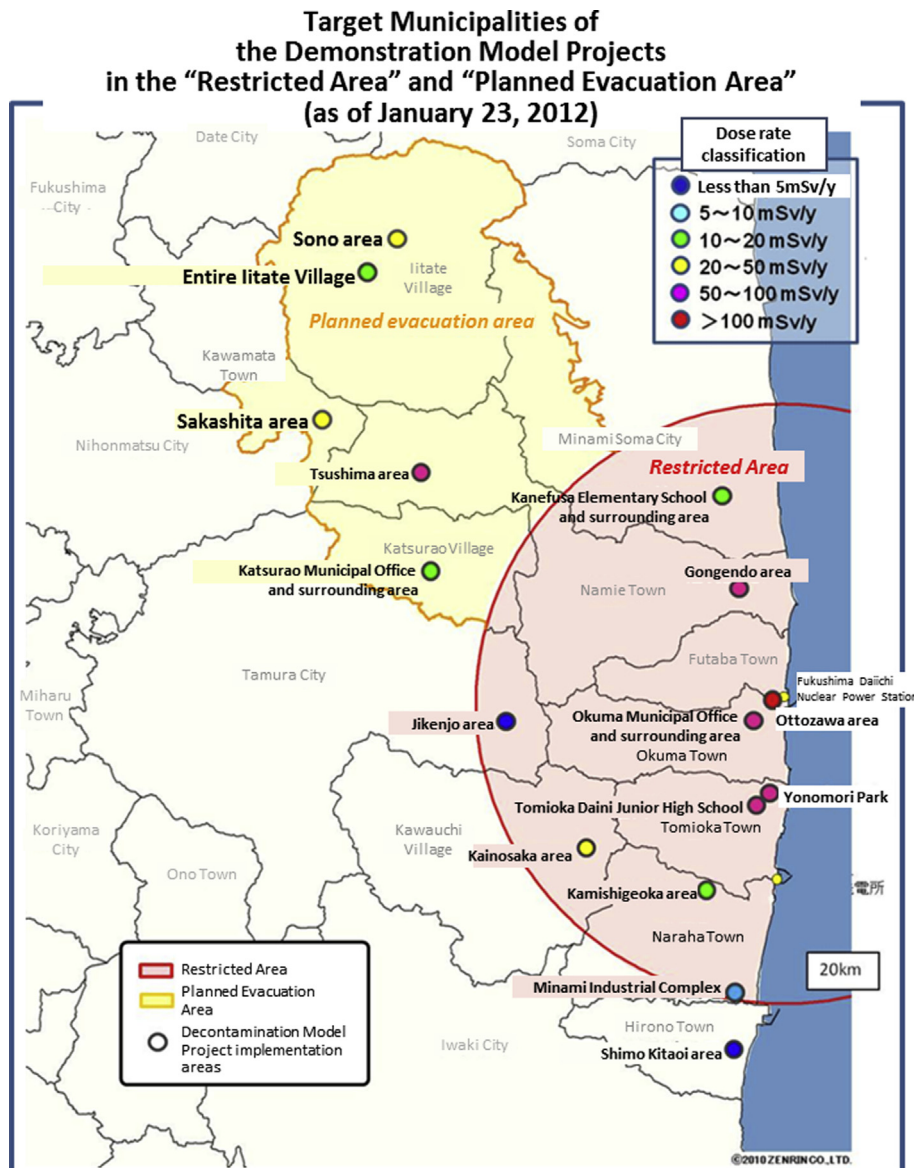 Target Municipalities of
the Demonstration Model Projects
in the “Restricted Area” and “Planned Evacuation Area”
(as of January 23, 2012)
Date City
Soma City
Dose rate
classification
Less than 5mSv/y
5～10 mSv/y
10～20 mSv/y
20～50 mSv/y
50～100 mSv/y
＞100 mSv/y
Fukushima
City
Sono area
Entire Iitate Village
Iitate
Village
Planned evacuation area
Kawamata
Town
Sakashita area
Nihonmatsu City
Minami Soma City
Restricted Area
Tsushima area
Kanefusa Elementary School
and surrounding area
Katsurao Village
Katsurao Municipal Office
and surrounding area
Gongendo area
Namie Town
Futaba Town
Tamura City
Fukushima Daiichi
Nuclear Power Station
Miharu
Town
Jikenjo area
Okuma Municipal Office
and surrounding area
Ottozawa area
Okuma Town
Yonomori Park
Tomioka Daini Junior High School
Tomioka Town
Koriyama
City
Kawauchi
Village
Kainosaka area
Ono Town
Kamishigeoka area
電所
Naraha Town
20km
Restricted Area
Planned Evacuation
Area
Decontamination Model
Project implementation
areas
Minami Industrial Complex
Hirono Town
Iwaki City
Shimo Kitaoi area
©2010 ZENRIN CO., LTD.